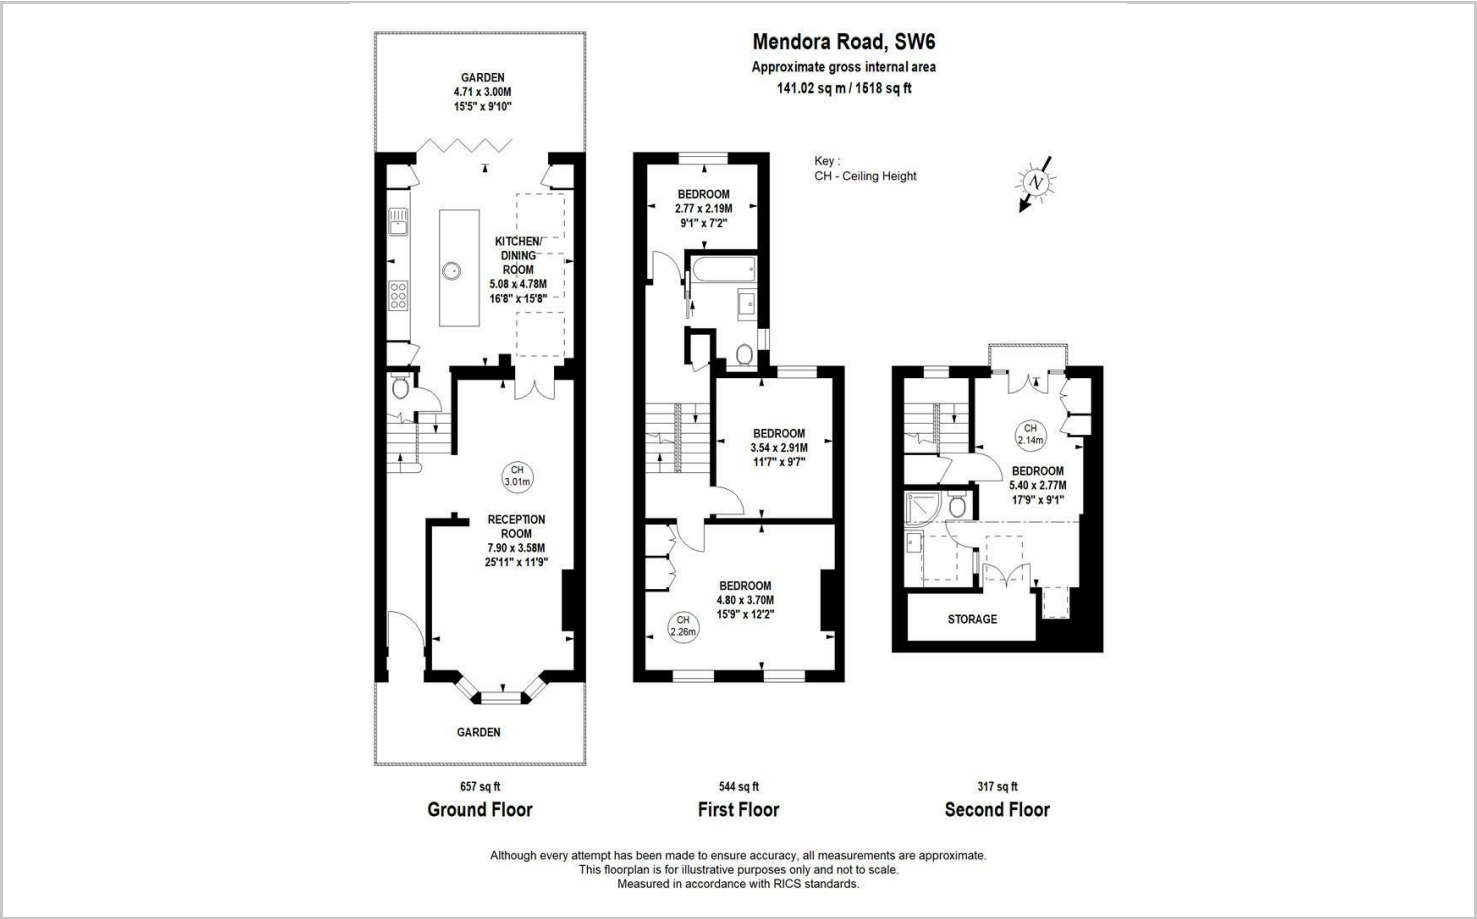 Mendora Road, SW6
Approximate gross internal area
141.02 sq m / 1518 sq ft
Key :
CH - Ceiling Height
N
GARDEN
4.71 x 3.00M
15'5" x 9'10"
KITCHEN/
DINING
ROOM
5.08 x 4.78M
16'8" x 15'8"
CH
3.01m
RECEPTION
ROOM
7.90 x 3.58M
25'11" x 11'9"
GARDEN
657 sq ft
Ground Floor
BEDROOM
2.77 x 2.19M
9'1" x 7'2"
BEDROOM
3.54 x 2.91M
11'7" x 9'7"
BEDROOM
4.80 x 3.70M
15'9" x 12'2"
CH
2.26m
544 sq ft
First Floor
CH
2.14m
BEDROOM
5.40 x 2.77M
17'9" x 9'1"
STORAGE
317 sq ft
Second Floor
Although every attempt has been made to ensure accuracy, all measurements are approximate.
This floorplan is for illustrative purposes only and not to scale.
Measured in accordance with RICS standards.